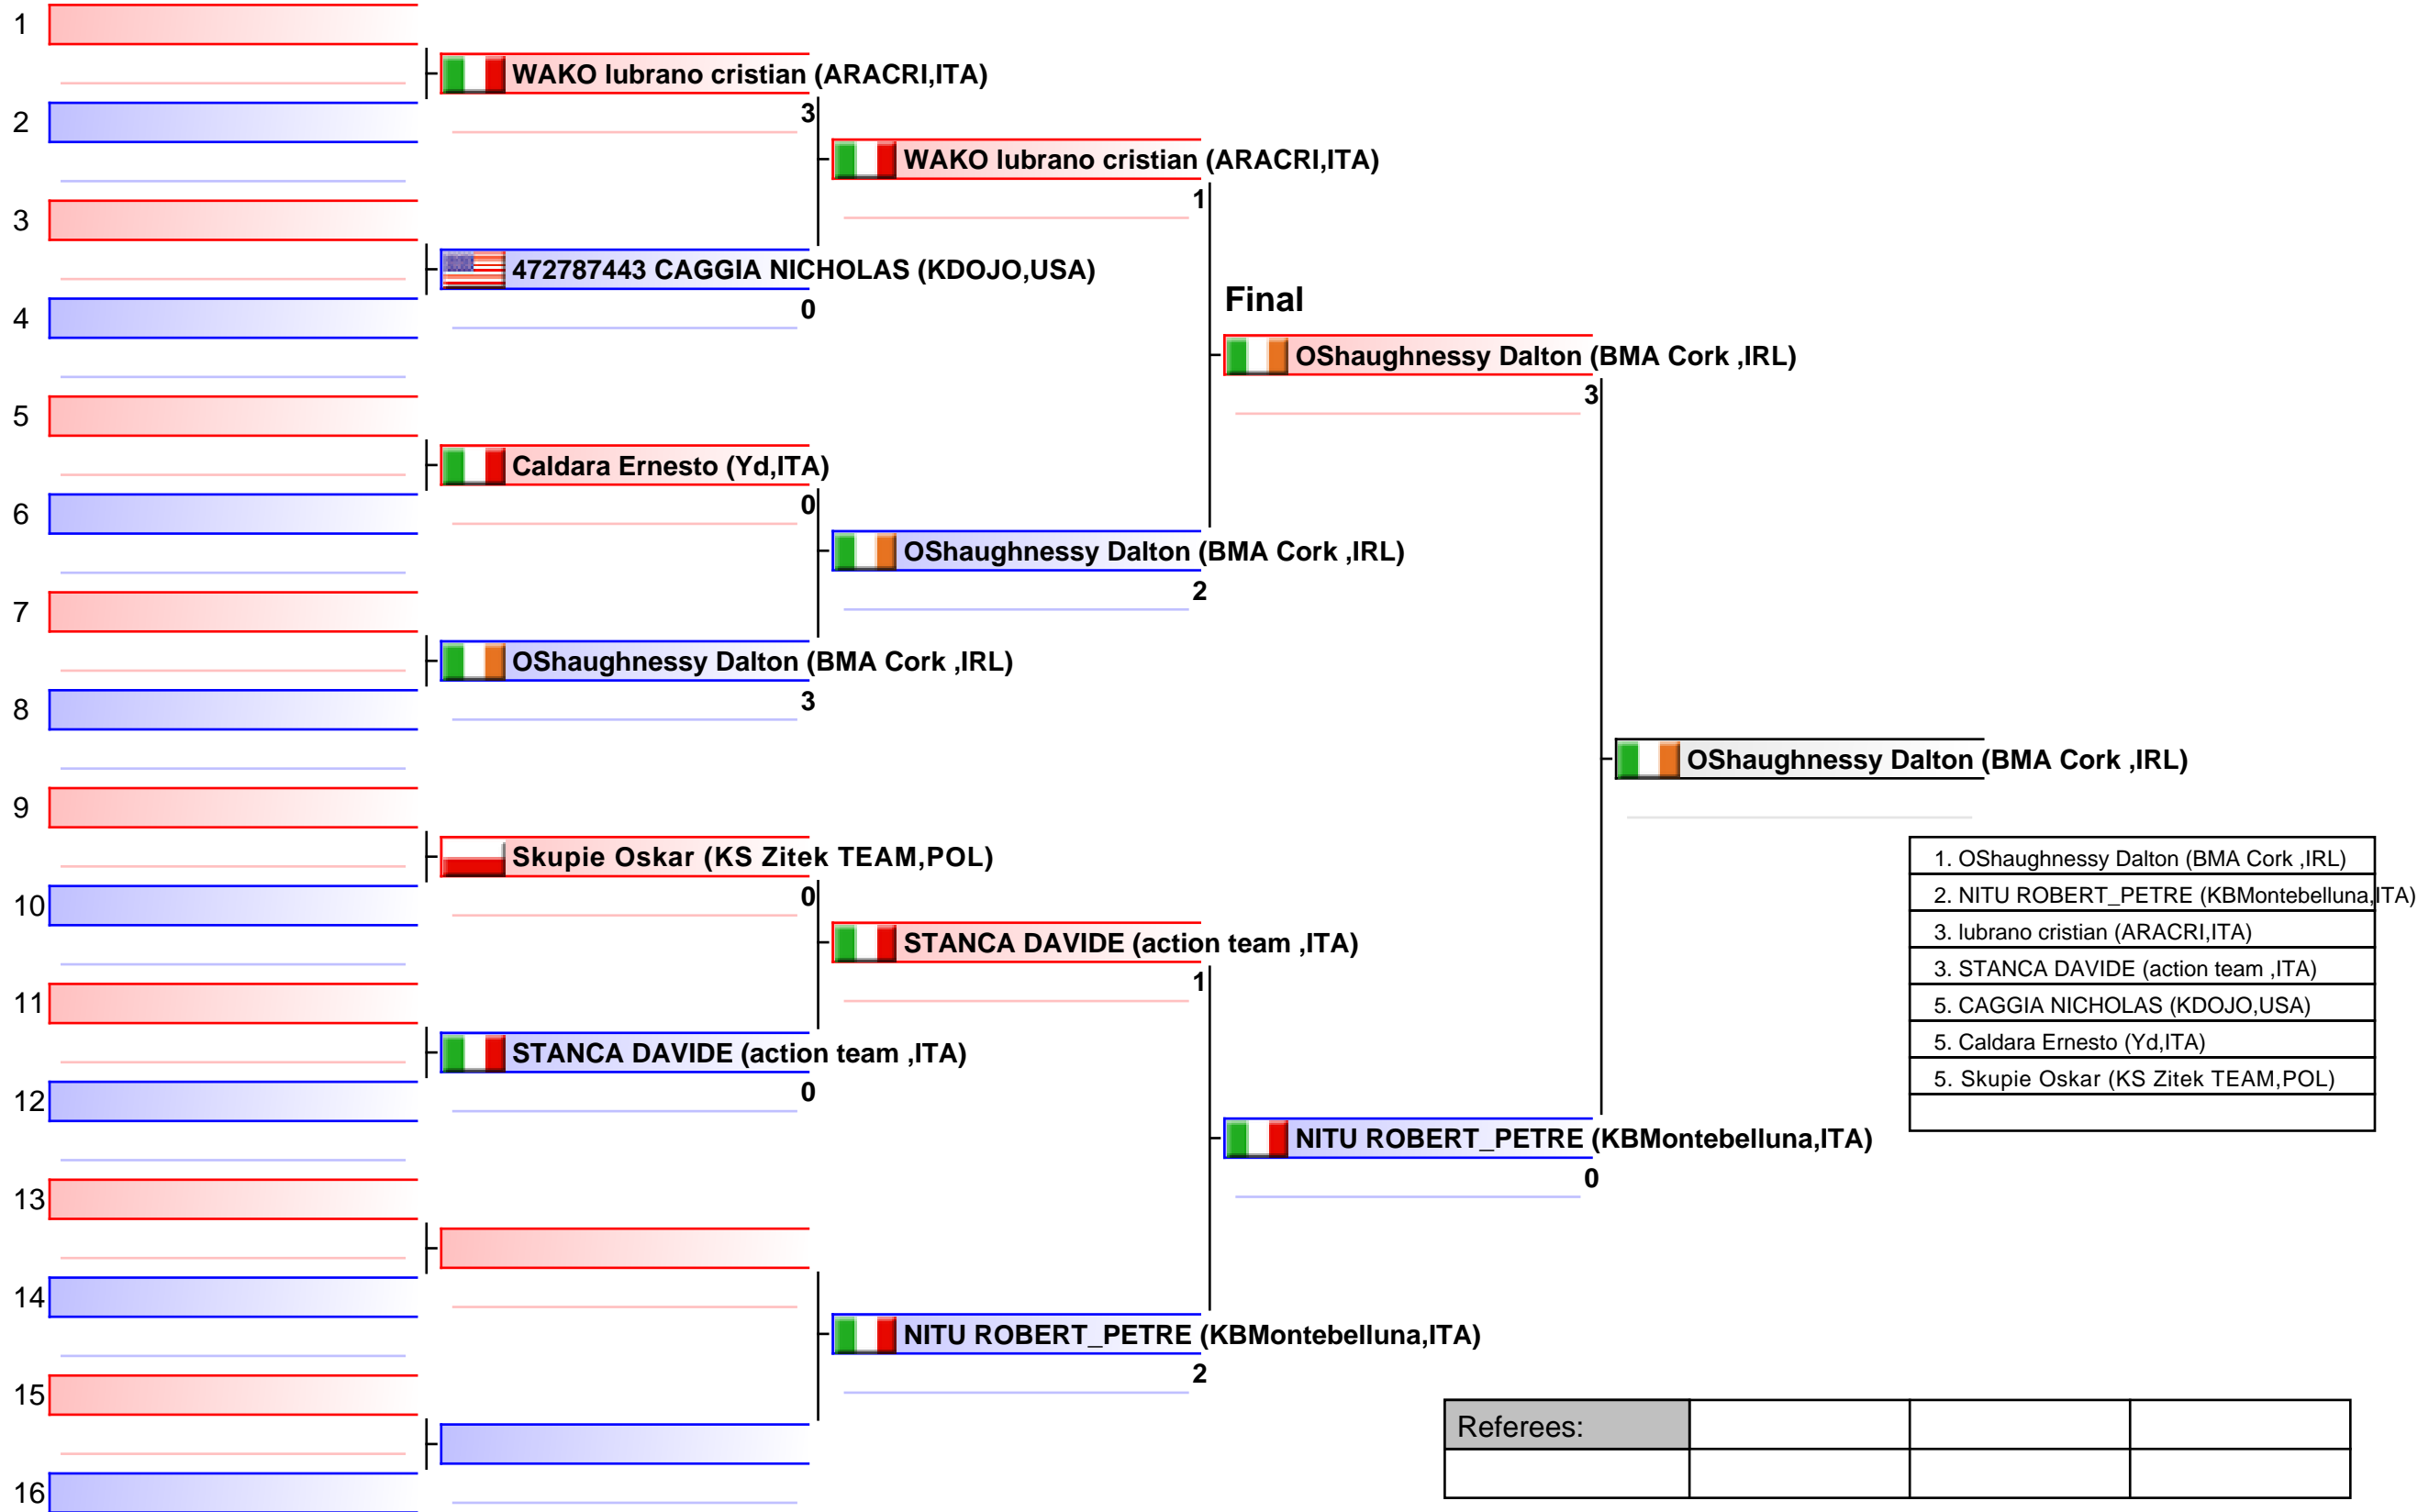 1
WAKO lubrano cristian (ARACRI,ITA)
3
2
WAKO lubrano cristian (ARACRI,ITA)
1
3
472787443 CAGGIA NICHOLAS (KDOJO,USA)
0
4
Final
OShaughnessy Dalton (BMA Cork ,IRL)
3
5
Caldara Ernesto (Yd,ITA)
0
6
OShaughnessy Dalton (BMA Cork ,IRL)
2
7
OShaughnessy Dalton (BMA Cork ,IRL)
3
8
OShaughnessy Dalton (BMA Cork ,IRL)
9
Skupie Oskar (KS Zitek TEAM,POL)
0
10
STANCA DAVIDE (action team ,ITA)
1
11
STANCA DAVIDE (action team ,ITA)
0
12
1. OShaughnessy Dalton (BMA Cork ,IRL)
2. NITU ROBERT_PETRE (KBMontebelluna,ITA)
3. lubrano cristian (ARACRI,ITA)
3. STANCA DAVIDE (action team ,ITA)
5. CAGGIA NICHOLAS (KDOJO,USA)
5. Caldara Ernesto (Yd,ITA)
5. Skupie Oskar (KS Zitek TEAM,POL)
NITU ROBERT_PETRE (KBMontebelluna,ITA)
0
13
14
NITU ROBERT_PETRE (KBMontebelluna,ITA)
2
15
Referees:
16